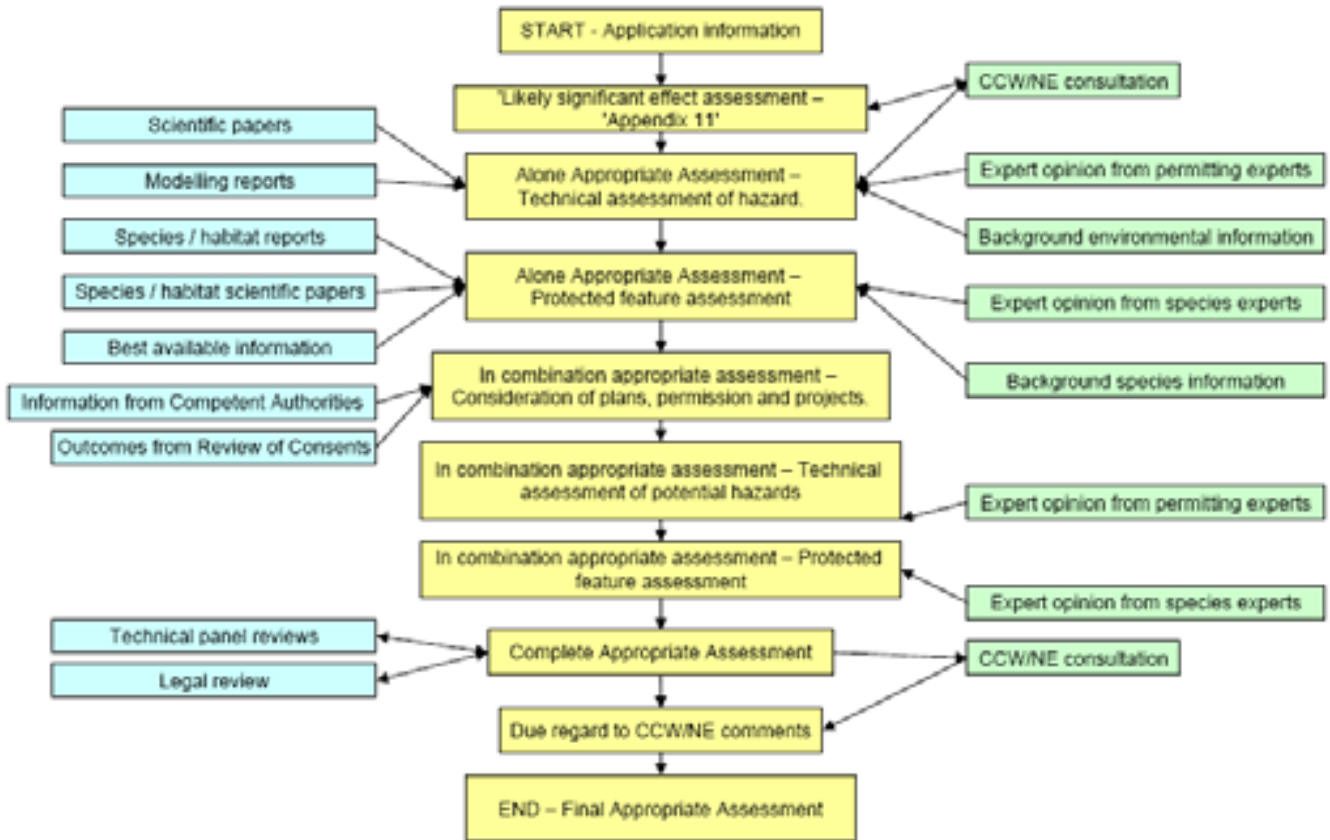 START - Application information
CCW/NE consultation
'Likely significant effect assessment –
'Appendix 11'
Scientific papers
Alone Appropriate Assessment –
Technical assessment of hazard.
Expert opinion from permitting experts
Modelling reports
Background environmental information
Species / habitat reports
Alone Appropriate Assessment –
Protected feature assessment
Species / habitat scientific papers
Expert opinion from species experts
Best available information
In combination appropriate assessment –
Consideration of plans, permission and projects.
Background species information
Information from Competent Authorities
Outcomes from Review of Consents
In combination appropriate assessment – Technical
assessment of potential hazards
Expert opinion from permitting experts
In combination appropriate assessment – Protected
feature assessment
Expert opinion from species experts
Technical panel reviews
Complete Appropriate Assessment
CCW/NE consultation
Legal review
Due regard to CCW/NE comments
END – Final Appropriate Assessment